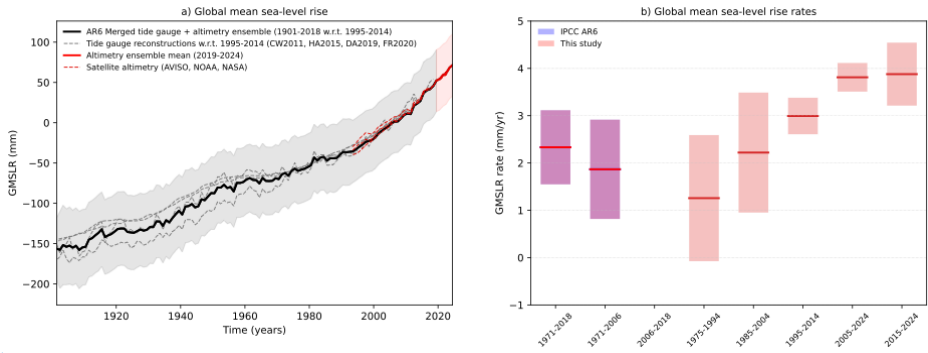 a) Global mean sea-level rise
AR6 Merged tide gauge + altimetry ensemble (1901-2018 w.r.t. 1995-2014)
Tide gauge reconstructions w.r.t. 1995-2014 (CW2011, HA2015, DA2019, FR2020)
Altimetry ensemble mean (2019-2024)
Satellite altimetry (AVISO, NOAA, NASA)
GMSLR (mm)
100
50
0
−50
−100
−150
−200
1920
1940
1960
1980
2000
2020
Time (years)
b) Global mean sea-level rise rates
IPCC AR6
This study
GMSLR rate (mm/yr)
5
4
3
2
1
0
−1
1971-2018
1971-2006
2006-2018
1975-1994
1985-2004
1995-2014
2005-2024
2015-2024